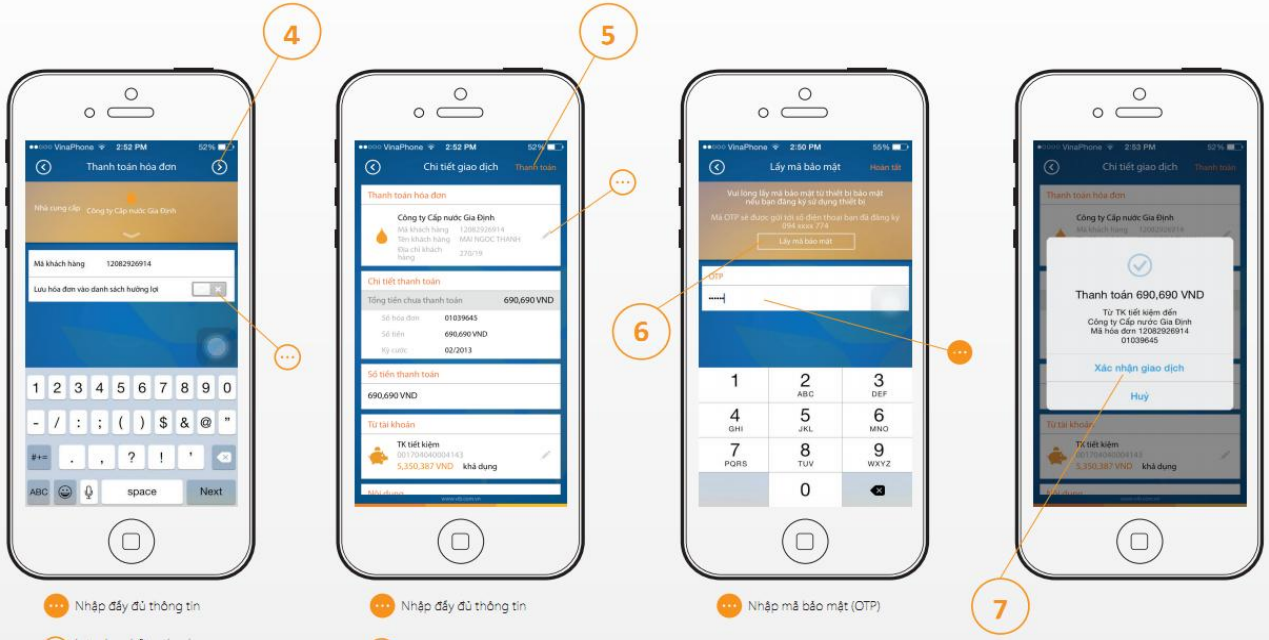 4
5
VinaPhone 2:52 PM 52%
Thanh toán hóa đơn
Nhà cung cấp Công ty Cấp nước Gia Định
Mã khách hàng 12082926914
Lưu hóa đơn vào danh sách hưởng lợi
1 2 3 4 5 6 7 8 9 0
- / : ; ( ) $ & @ "
#+= . , ? ! '
ABC space Next
Nhập đầy đủ thông tin
VinaPhone 2:52 PM 52%
Chi tiết giao dịch Thanh toán
Thanh toán hóa đơn
Công ty Cấp nước Gia Định
Mã khách hàng 12082926914
Tên khách hàng MAI NGOC THANH
Địa chỉ khách
hàng 270/19
Chi tiết thanh toán
Tổng tiền chưa thanh toán 690,690 VND
Số hóa đơn 01039645
Số tiền 690,690 VND
Kỳ cước 02/2013
Số tiền thanh toán
690,690 VND
Từ tài khoản
TK tiết kiệm
001704040004143
5,350,387 VND khả dụng
Nội dung
www.vib.com.vn
Nhập đầy đủ thông tin
VinaPhone 2:50 PM 55%
Lấy mã bảo mật Hoàn tất
Vui lòng lấy mã bảo mật từ thiết bị bảo mật
nếu bạn đăng ký sử dụng thiết bị
Mã OTP sẽ được gửi tới số điện thoại bạn đã đăng ký
094 xxxx 774
Lấy mã bảo mật
OTP
6
1 2 3
ABC DEF
4 5 6
GHI JKL MNO
7 8 9
PQRS TUV WXYZ
0
Nhập mã bảo mật (OTP)
VinaPhone 2:53 PM 52%
Chi tiết giao dịch Thanh toán
Thanh toán hóa đơn
Công ty Cấp nước Gia Định
Mã khách hàng 12082926914
Thanh toán 690,690 VND
Từ TK tiết kiệm đến
Công ty Cấp nước Gia Định
Mã hóa đơn 12082926914
01039645
Xác nhận giao dịch
Huỷ
Từ tài khoản
TK tiết kiệm
001704040004143
5,350,387 VND khả dụng
Nội dung
www.vib.com.vn
7